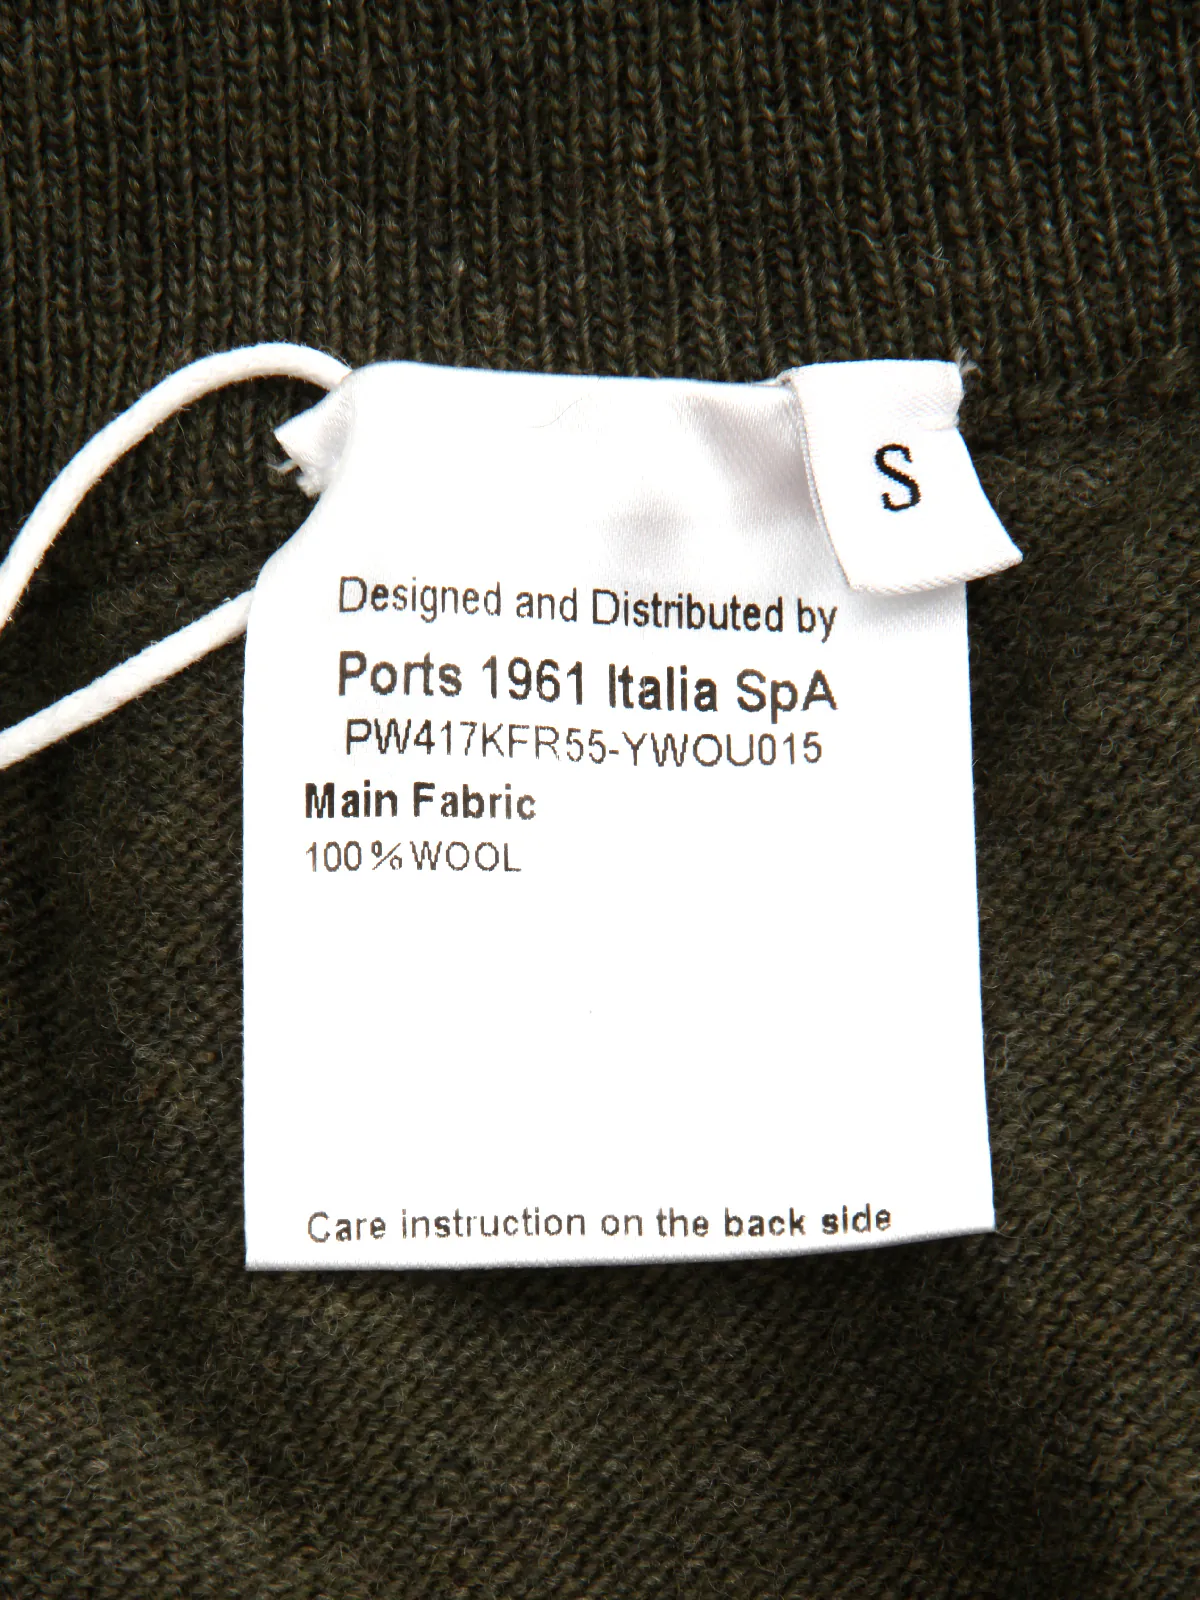 S
Designed and Distributed by
Ports 1961 Italia SpA
PW417KFR55-YWOU015
Main Fabric
100% WOOL
Care instruction on the back side